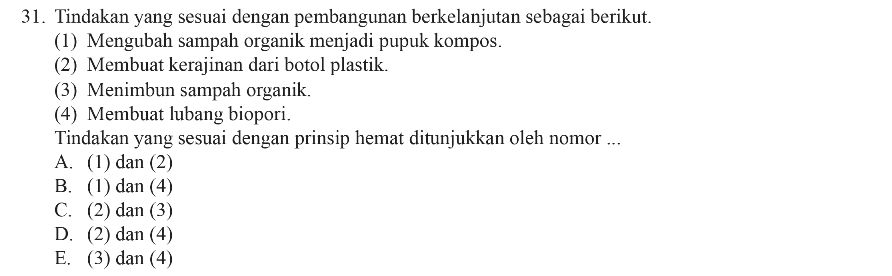 31. Tindakan yang sesuai dengan pembangunan berkelanjutan sebagai berikut.
(1) Mengubah sampah organik menjadi pupuk kompos.
(2) Membuat kerajinan dari botol plastik.
(3) Menimbun sampah organik.
(4) Membuat lubang biopori.
Tindakan yang sesuai dengan prinsip hemat ditunjukkan oleh nomor ...
A. (1) dan (2)
B. (1) dan (4)
C. (2) dan (3)
D. (2) dan (4)
E. (3) dan (4)